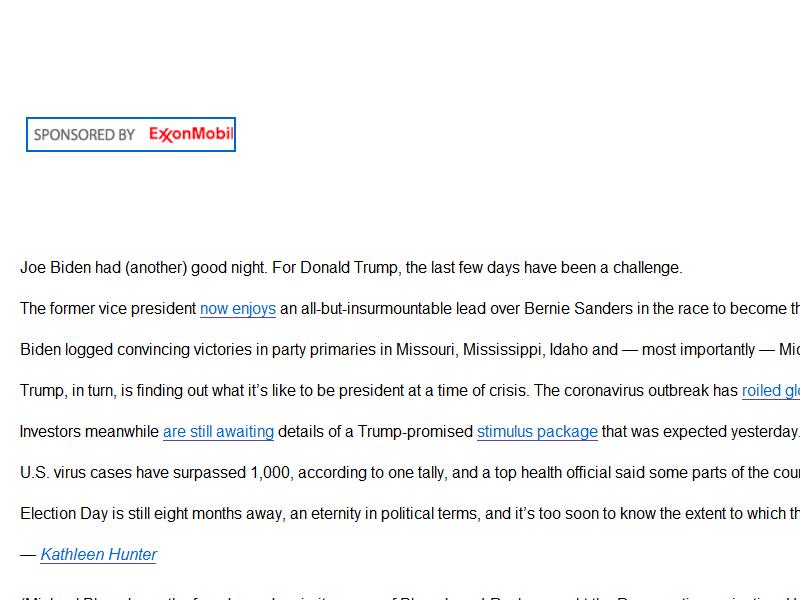 SPONSORED BY ExxonMobil
Joe Biden had (another) good night. For Donald Trump, the last few days have been a challenge.
The former vice president now enjoys an all-but-insurmountable lead over Bernie Sanders in the race to become
Biden logged convincing victories in party primaries in Missouri, Mississippi, Idaho and — most importantly —
Trump, in turn, is finding out what it’s like to be president at a time of crisis. The coronavirus outbreak has roiled
Investors meanwhile are still awaiting details of a Trump-promised stimulus package that was expected yesterday.
U.S. virus cases have surpassed 1,000, according to one tally, and a top health official said some parts of the
Election Day is still eight months away, an eternity in political terms, and it’s too soon to know the extent to which
— Kathleen Hunter